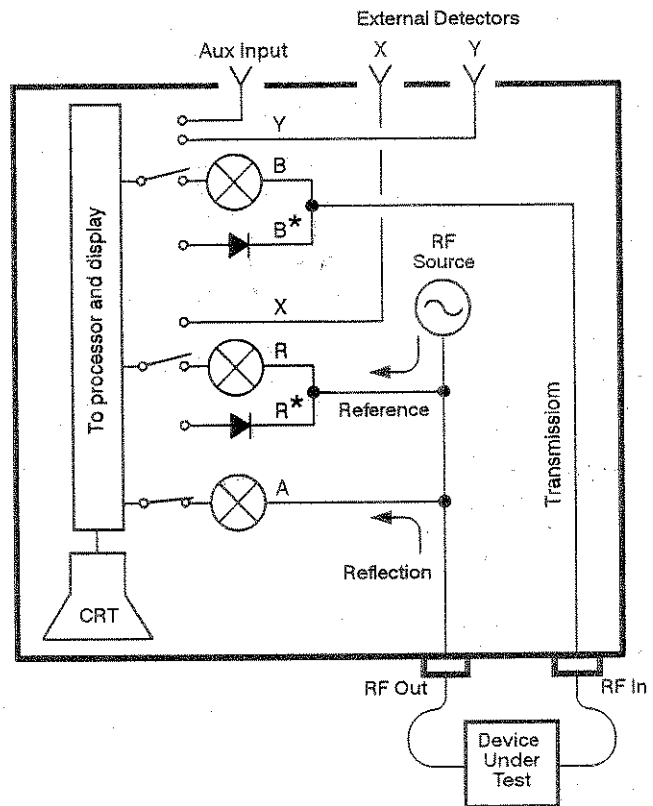 External Detectors
Aux Input
X
Y
Y
B
B*
RF
Source
X
To processor and display
R
R*
Reference
Transmissiom
A
Reflection
CRT
RF Out
RF In
Device
Under
Test